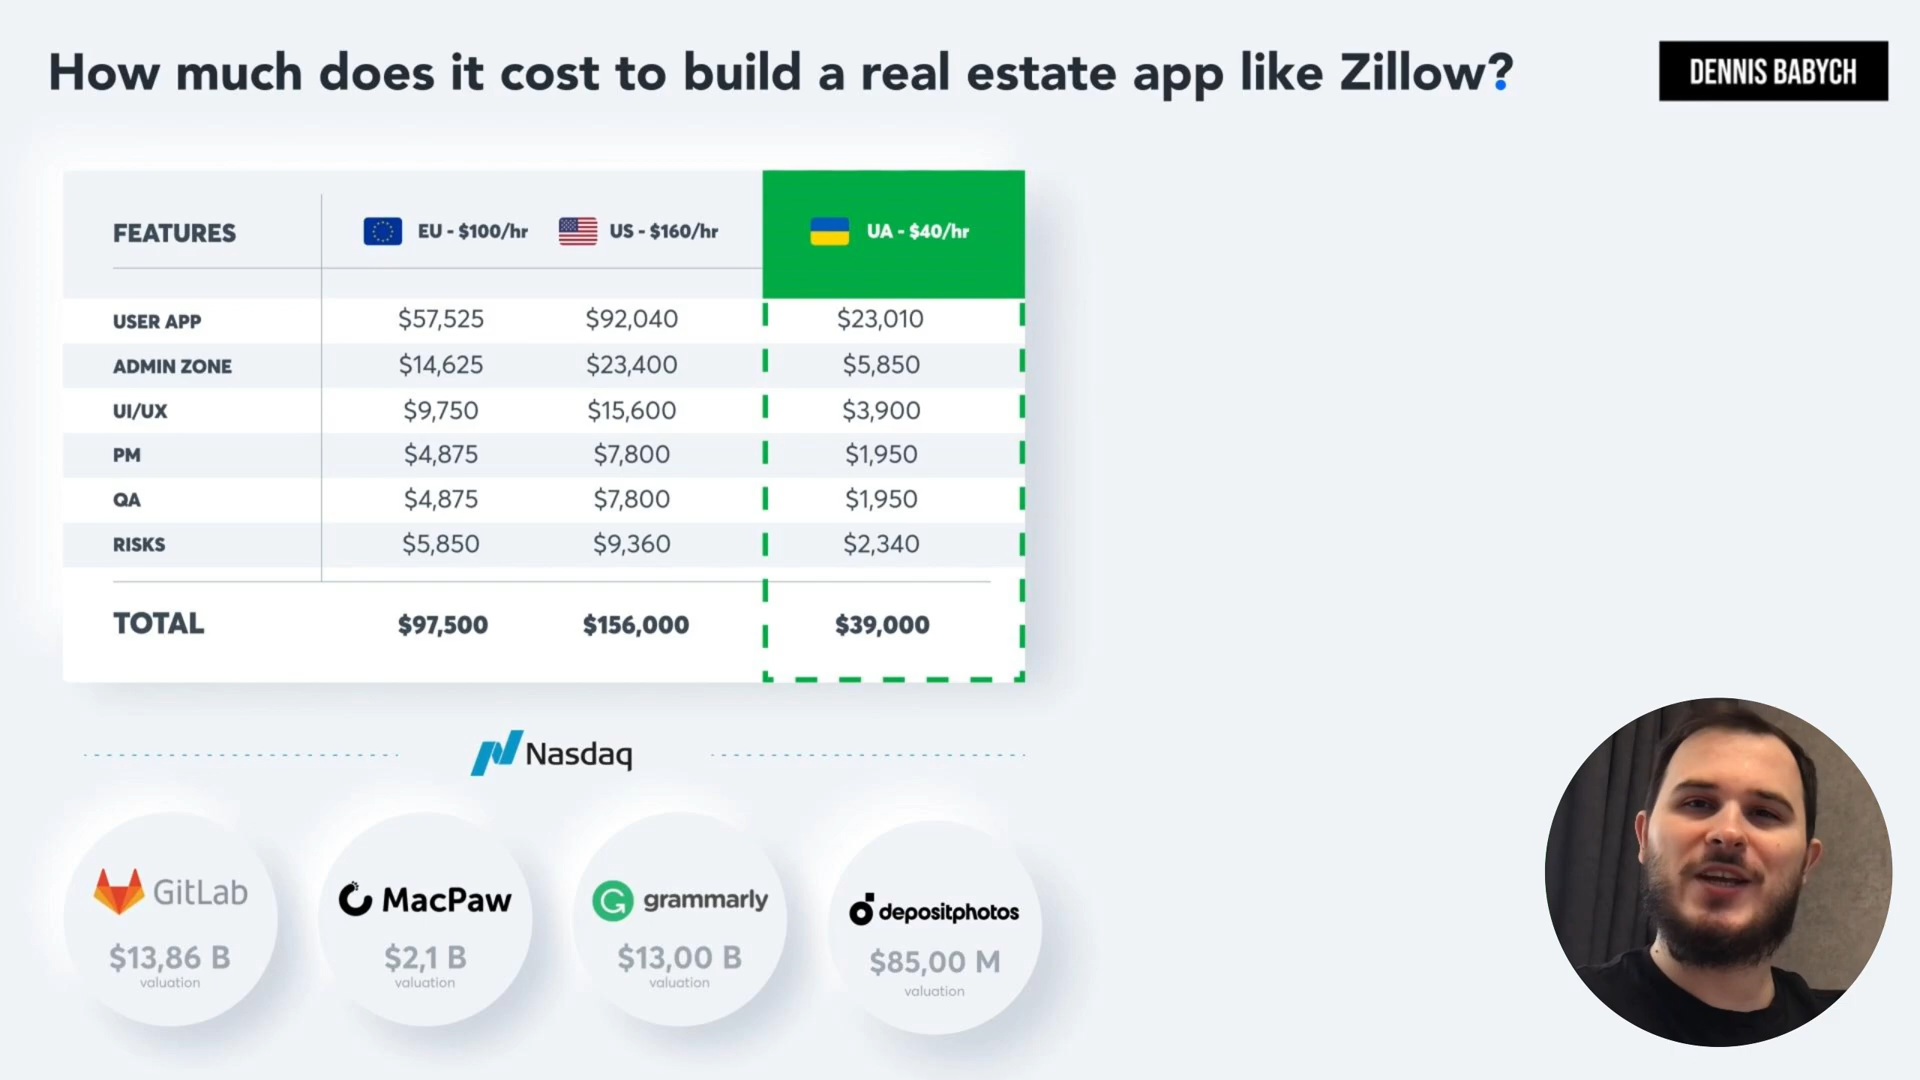 How much does it cost to build a real estate app like Zillow?
DENNIS BABYCH
FEATURES EU - $100/hr US - $160/hr UA - $40/hr
USER APP $57,525 $92,040 $23,010
ADMIN ZONE $14,625 $23,400 $5,850
UI/UX $9,750 $15,600 $3,900
PM $4,875 $7,800 $1,950
QA $4,875 $7,800 $1,950
RISKS $5,850 $9,360 $2,340
TOTAL $97,500 $156,000 $39,000
Nasdaq
GitLab MacPaw grammarly depositphotos
$13,86 B $2,1 B $13,00 B $85,00 M
valuation valuation valuation valuation